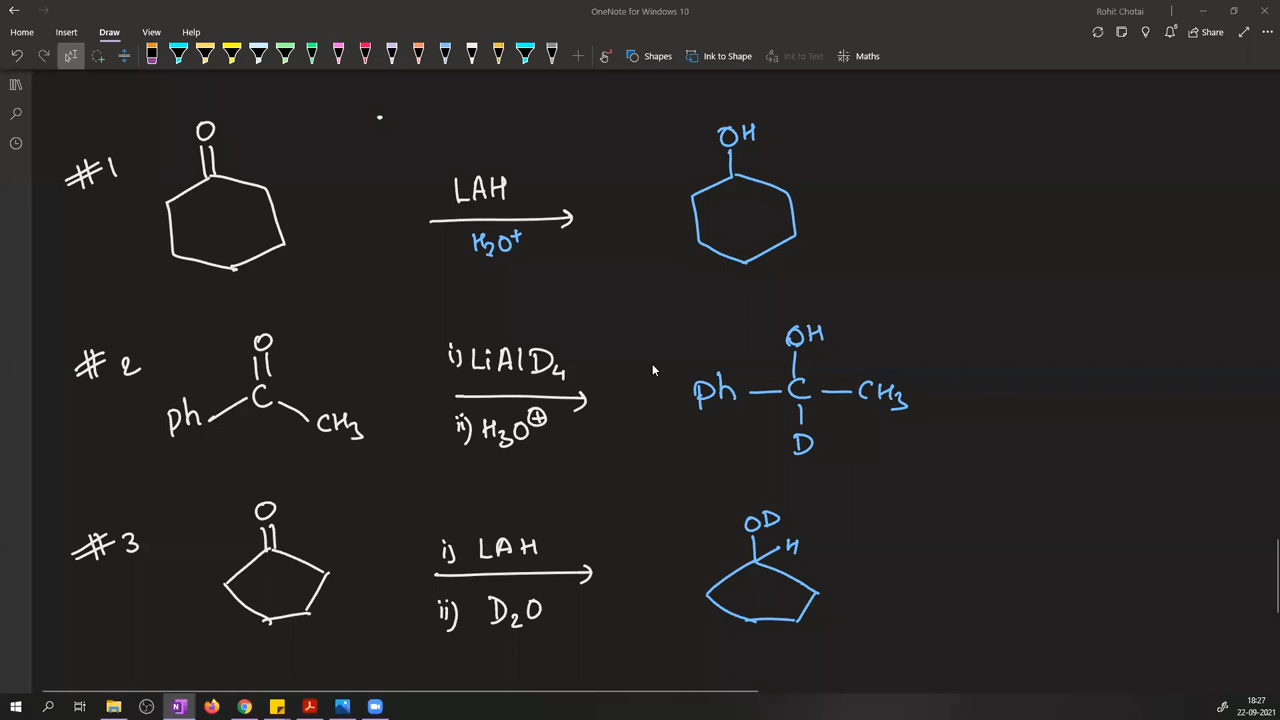 OneNote for Windows 10
Rohit Chatai
Home Insert Draw View Help
Share
Shapes Ink to Shape Ink to Text Maths
#1 O LAH H3O+ OH
#2 O Ph C CH3 i) LiAlD4 ii) H3O⊕ OH Ph — C — CH3 D
#3 O i) LAH ii) D2O OD H
18:27
22-09-2021